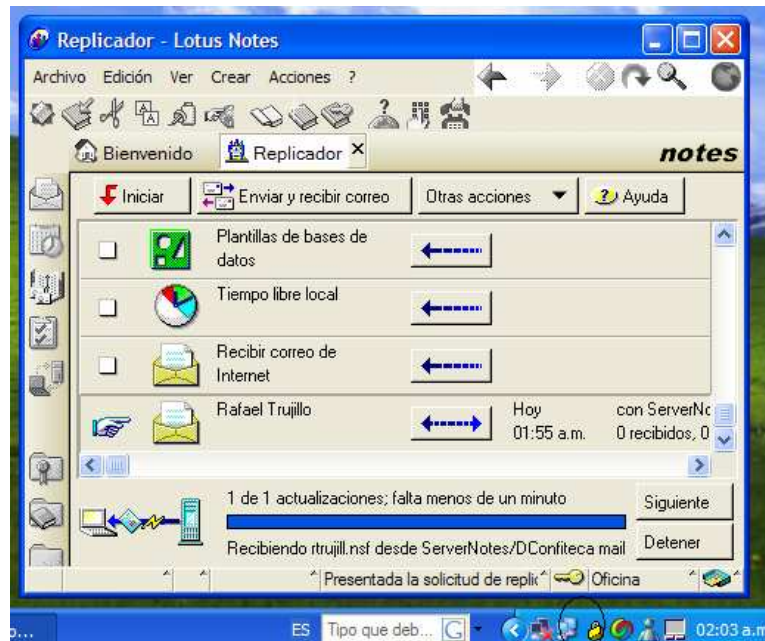 Replicador - Lotus Notes
Archivo Edición Ver Crear Acciones ?
Bienvenido Replicador × notes
Iniciar Enviar y recibir correo Otras acciones Ayuda
Plantillas de bases de
datos
Tiempo libre local
Recibir correo de
Internet
Rafael Trujillo Hoy con ServerNo
01:55 a.m. 0 recibidos, 0
1 de 1 actualizaciones; falta menos de un minuto Siguiente
Recibiendo rtrujill.nsf desde ServerNotes/DConfiteca mail Detener
Presentada la solicitud de replic Oficina
o... ES Tipo que deb... G 02:03 a.m